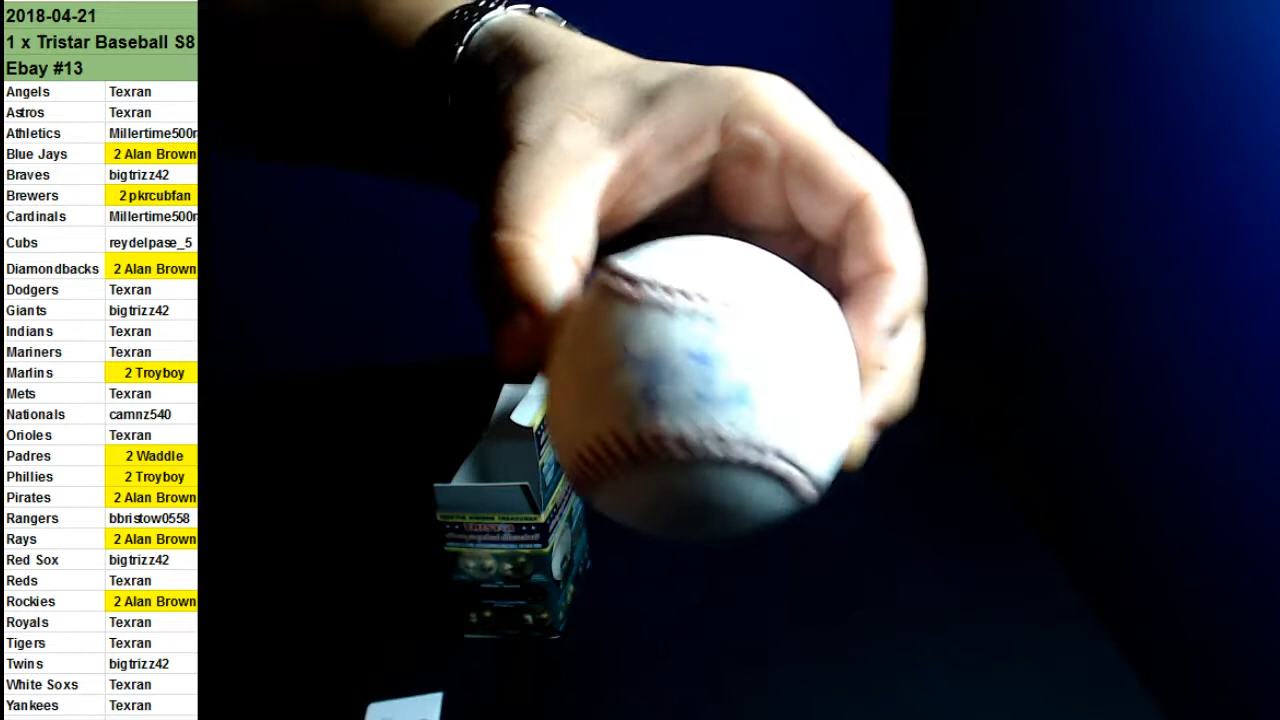 2018-04-21
1 x Tristar Baseball S8
Ebay #13
Angels Texran
Astros Texran
Athletics Millertime500
Blue Jays 2 Alan Brown
Braves bigtrizz42
Brewers 2 pkrcubfan
Cardinals Millertime500
Cubs reydelpase_5
Diamondbacks 2 Alan Brown
Dodgers Texran
Giants bigtrizz42
Indians Texran
Mariners Texran
Marlins 2 Troyboy
Mets Texran
Nationals camnz540
Orioles Texran
Padres 2 Waddle
Phillies 2 Troyboy
Pirates 2 Alan Brown
Rangers bbristow0558
Rays 2 Alan Brown
Red Sox bigtrizz42
Reds Texran
Rockies 2 Alan Brown
Royals Texran
Tigers Texran
Twins bigtrizz42
White Soxs Texran
Yankees Texran